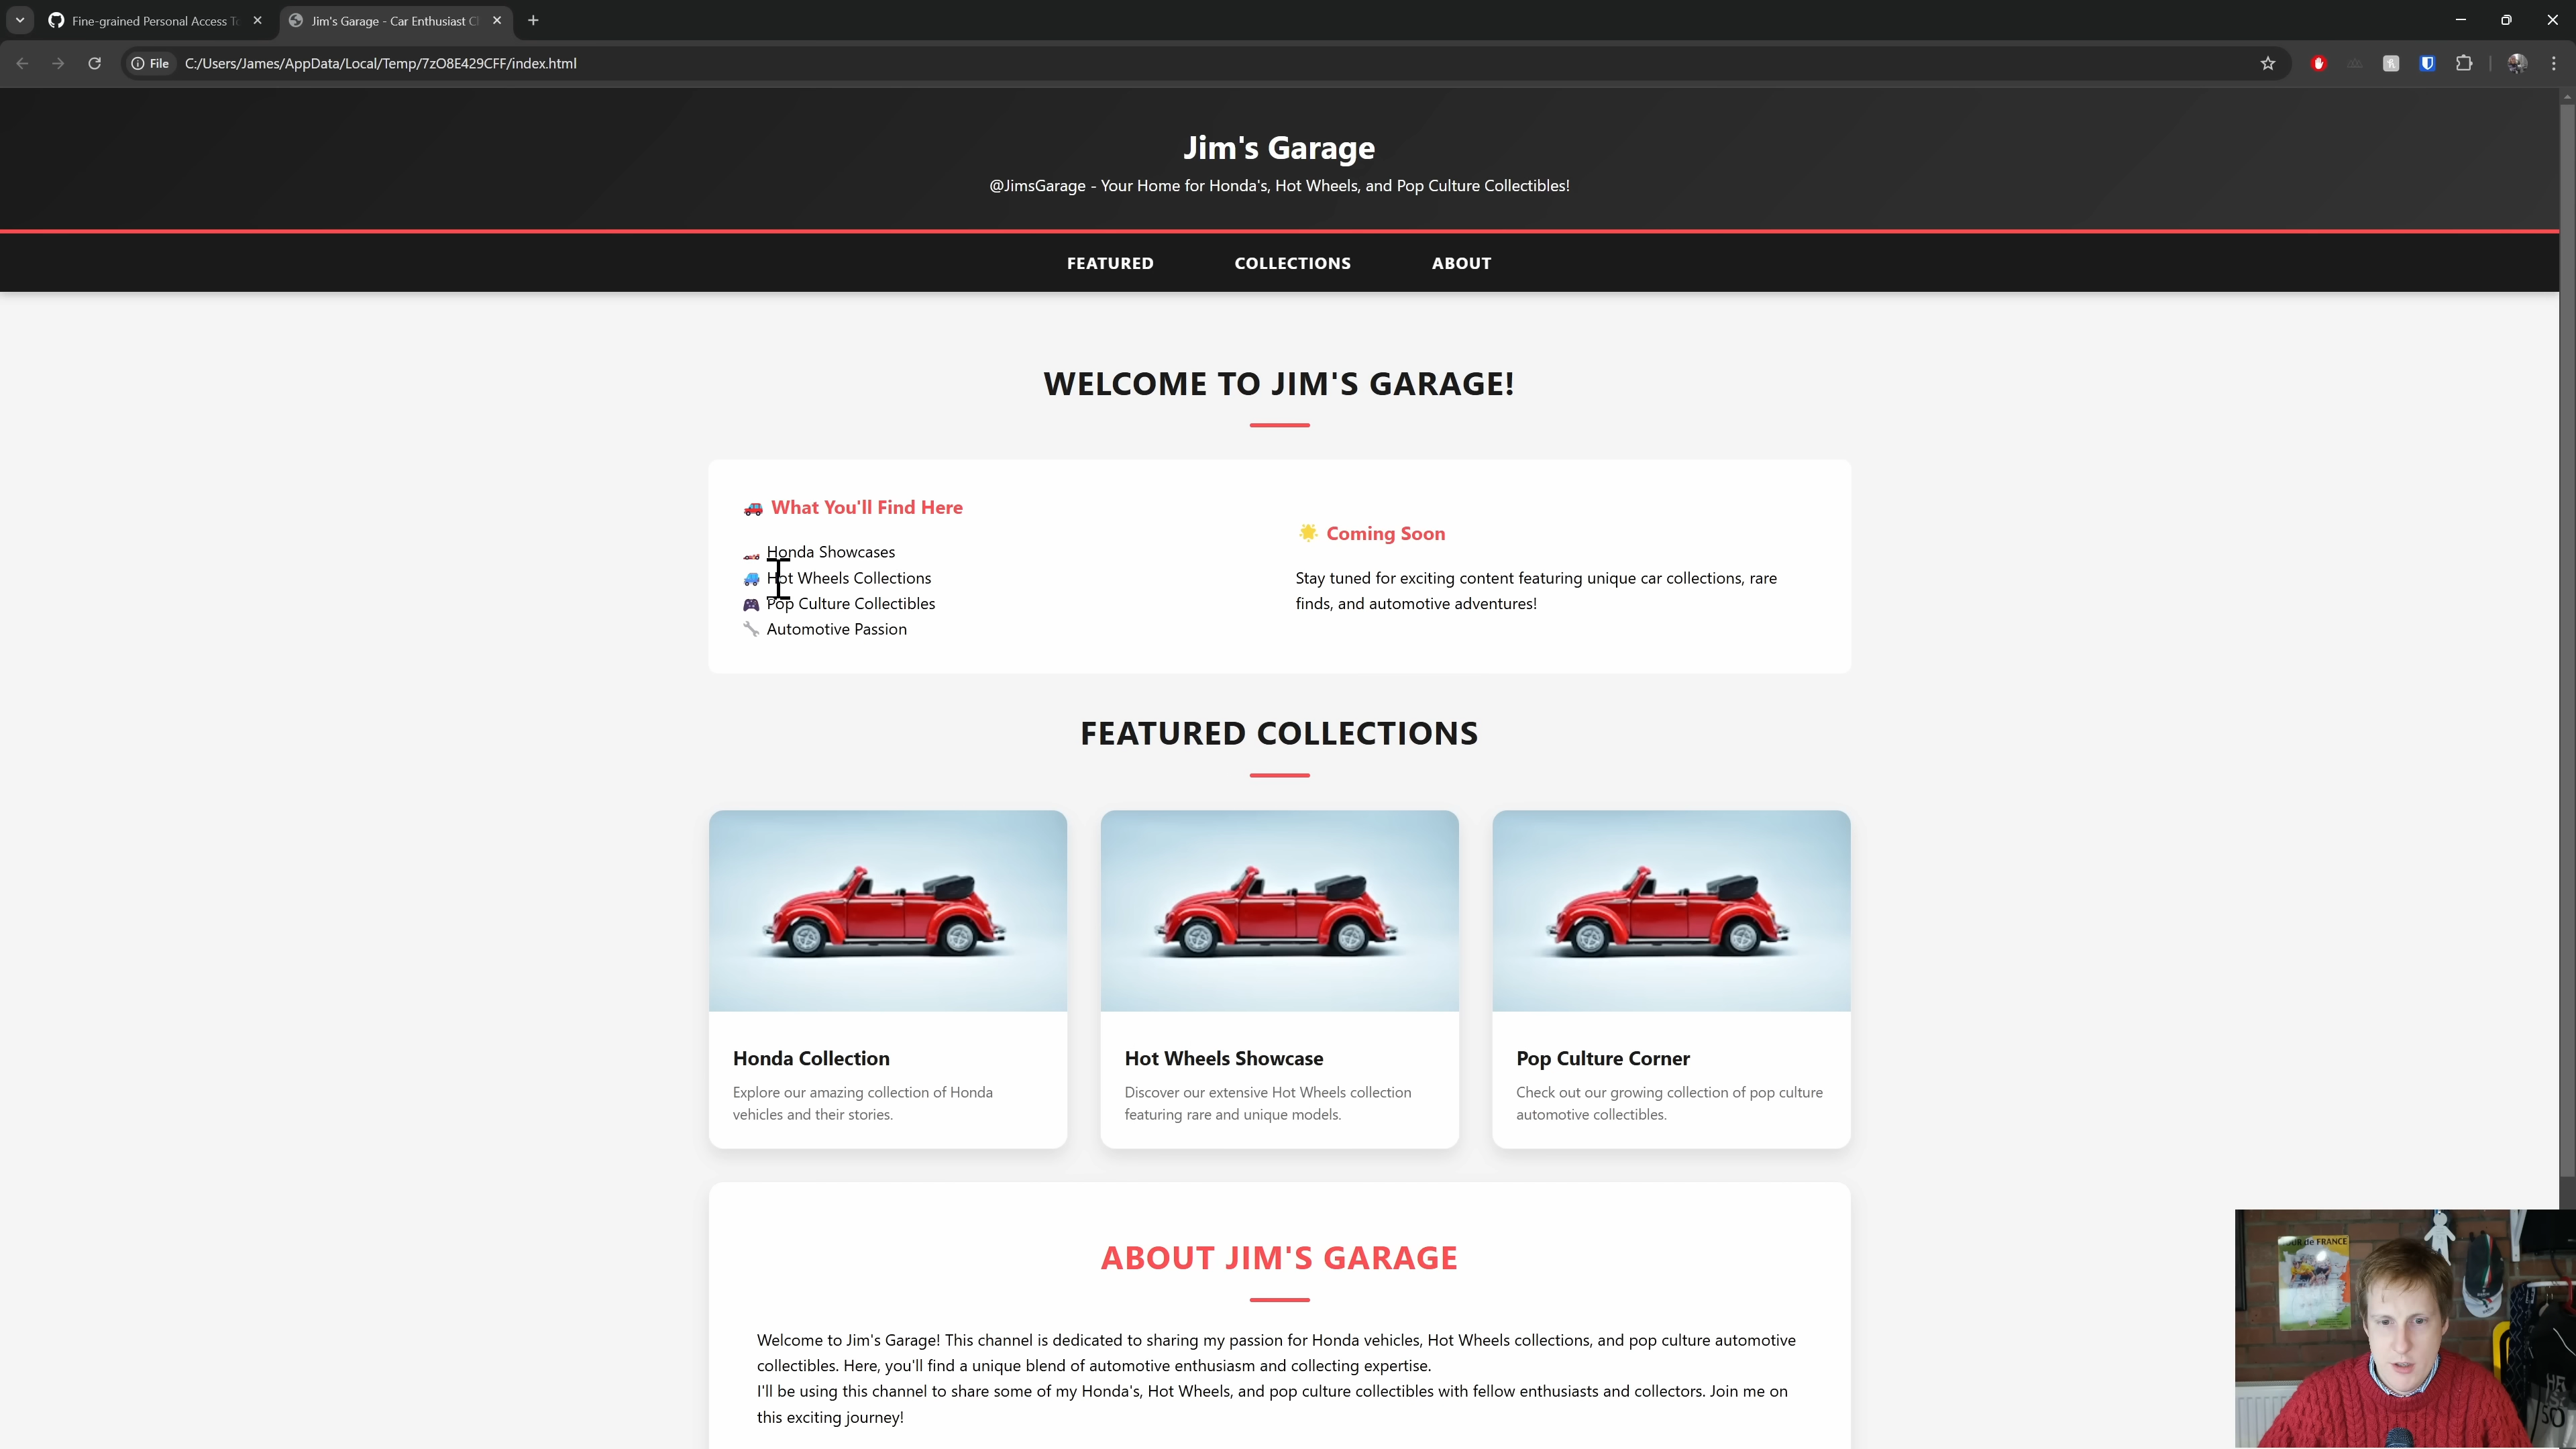 Fine-grained Personal Access To
Jim's Garage - Car Enthusiast Cl
File
C:/Users/James/AppData/Local/Temp/7zO8E429CFF/index.html
Jim's Garage
@JimsGarage - Your Home for Honda's, Hot Wheels, and Pop Culture Collectibles!
FEATURED
COLLECTIONS
ABOUT
WELCOME TO JIM'S GARAGE!
What You'll Find Here
Honda Showcases
Hot Wheels Collections
Pop Culture Collectibles
Automotive Passion
Coming Soon
Stay tuned for exciting content featuring unique car collections, rare
finds, and automotive adventures!
FEATURED COLLECTIONS
Honda Collection
Explore our amazing collection of Honda
vehicles and their stories.
Hot Wheels Showcase
Discover our extensive Hot Wheels collection
featuring rare and unique models.
Pop Culture Corner
Check out our growing collection of pop culture
automotive collectibles.
ABOUT JIM'S GARAGE
Welcome to Jim's Garage! This channel is dedicated to sharing my passion for Honda vehicles, Hot Wheels collections, and pop culture automotive
collectibles. Here, you'll find a unique blend of automotive enthusiasm and collecting expertise.
I'll be using this channel to share some of my Honda's, Hot Wheels, and pop culture collectibles with fellow enthusiasts and collectors. Join me on
this exciting journey!
de FRANCE